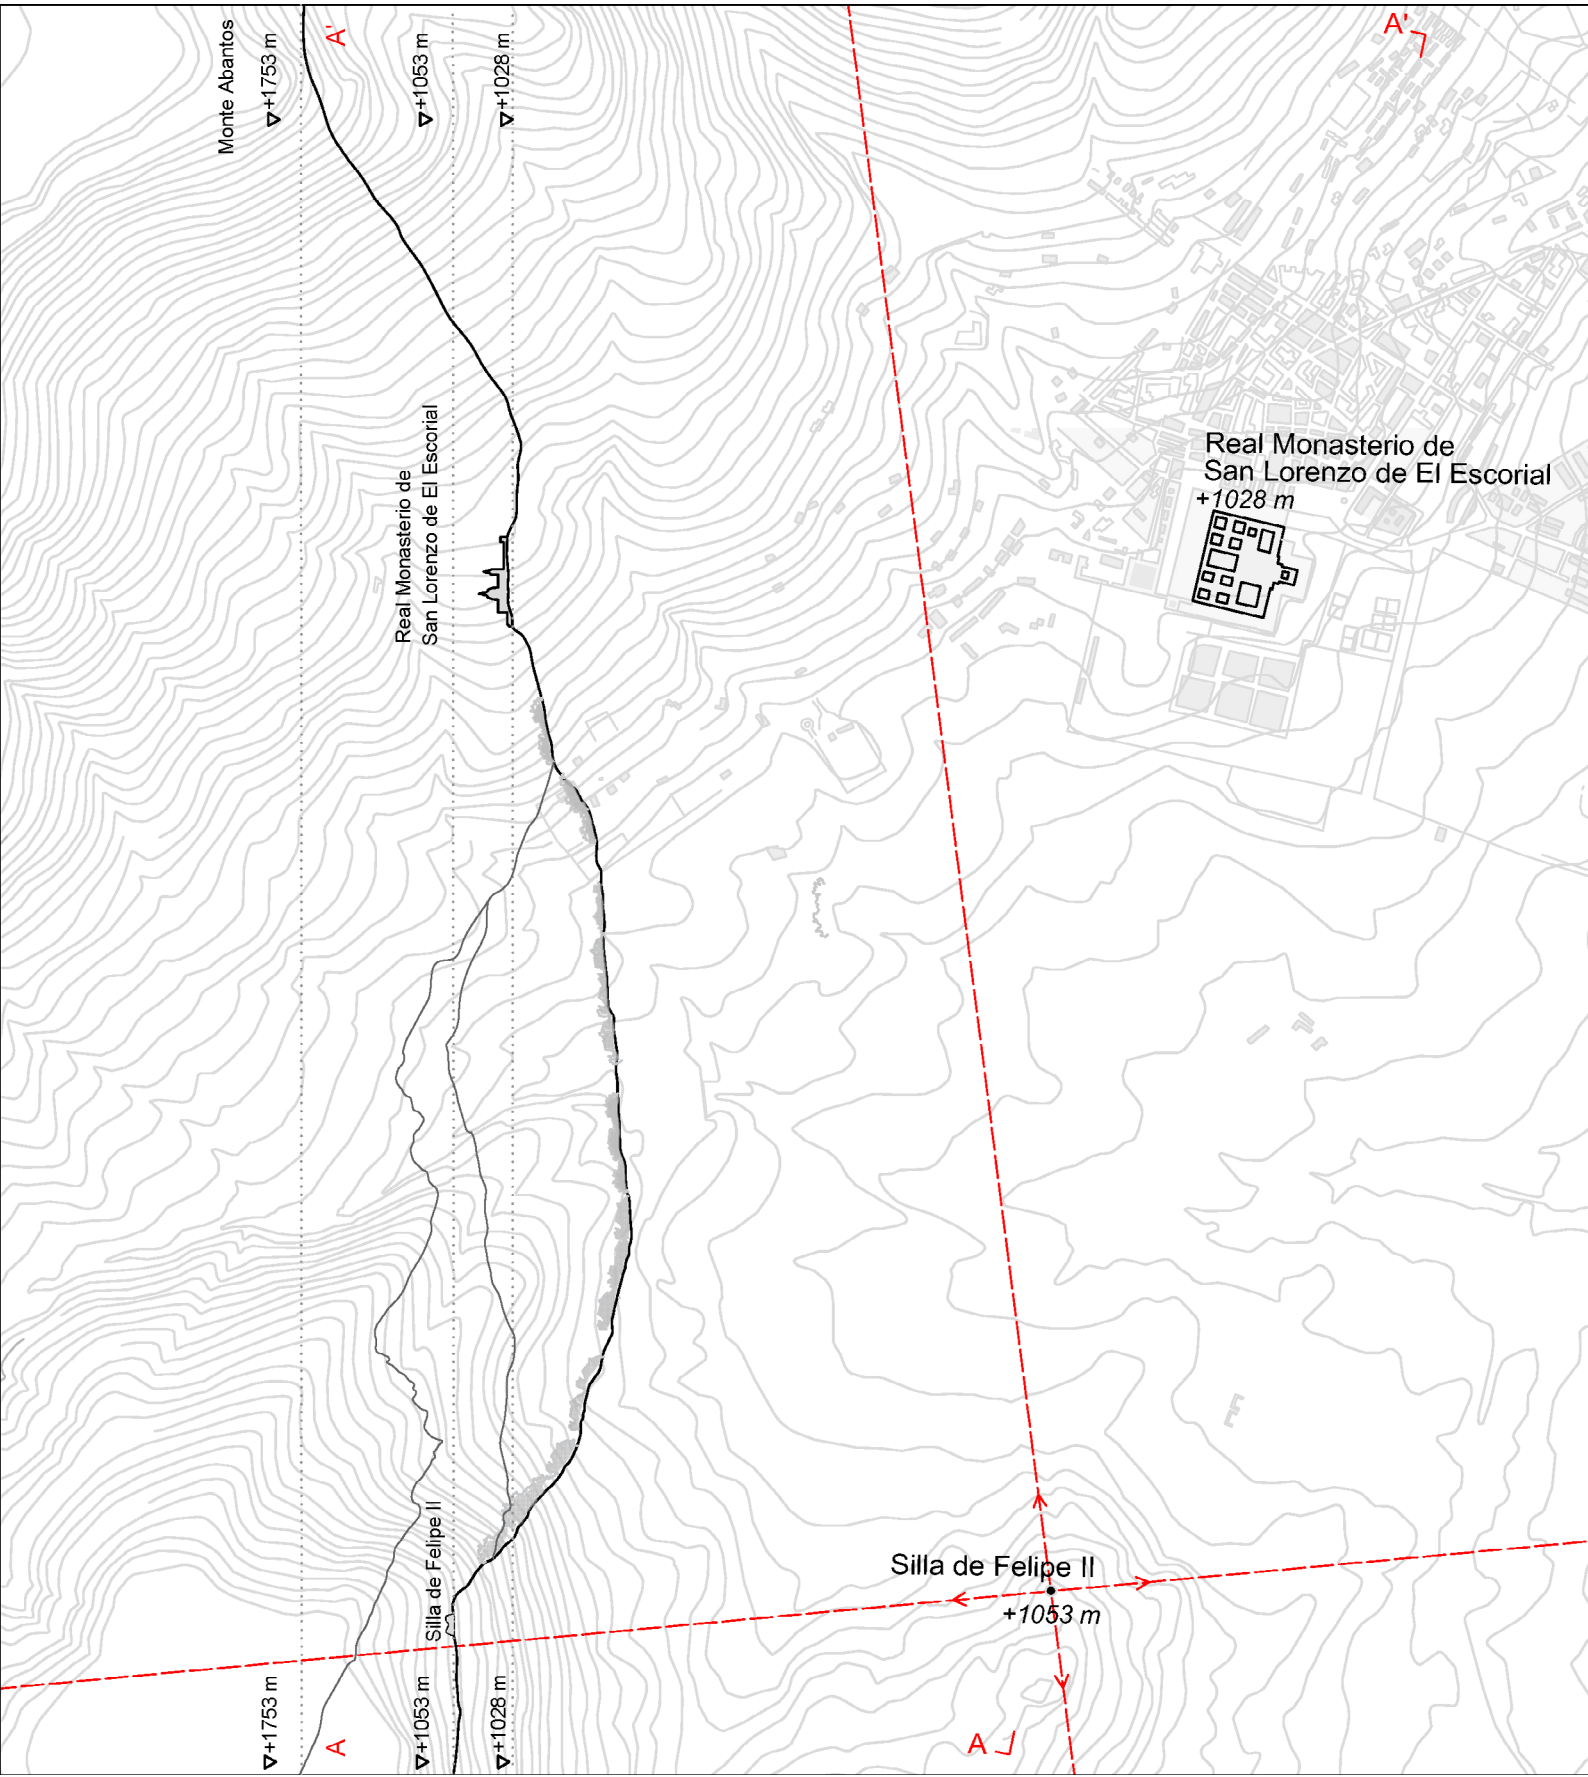 Monte Abantos
+1753 m
A'
+1053 m
+1028 m
A'
Real Monasterio de
San Lorenzo de El Escorial
Real Monasterio de
San Lorenzo de El Escorial
+1028 m
Silla de Felipe II
Silla de Felipe II
+1053 m
+1753 m
A
+1053 m
+1028 m
A